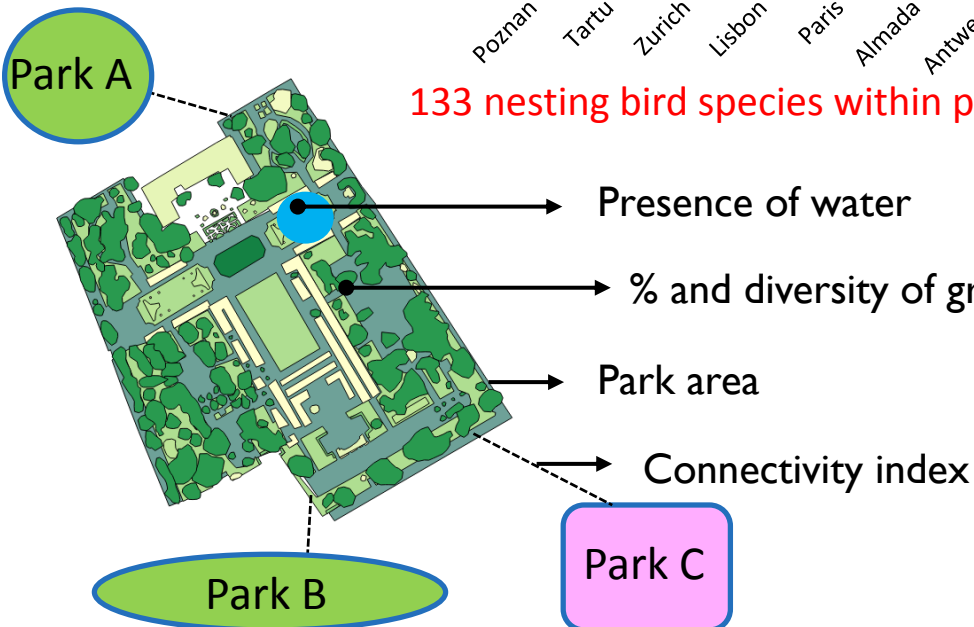 Poznan Tartu Zurich Lisbon Paris Almada
Park A
133 nesting bird species within
Presence of water
% and diversity of
Park area
Connectivity index
Park C
Park B